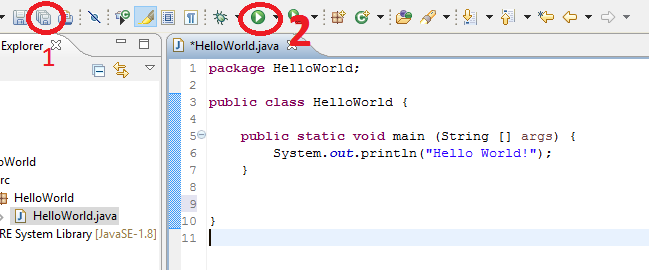 2
Explorer
1
*HelloWorld.java
1 package HelloWorld;
2
3 public class HelloWorld {
4
5 public static void main (String [] args) {
6 System.out.println("Hello World!");
7 }
8
9
10 }
11
oWorld
rc
HelloWorld
HelloWorld.java
RE System Library [JavaSE-1.8]